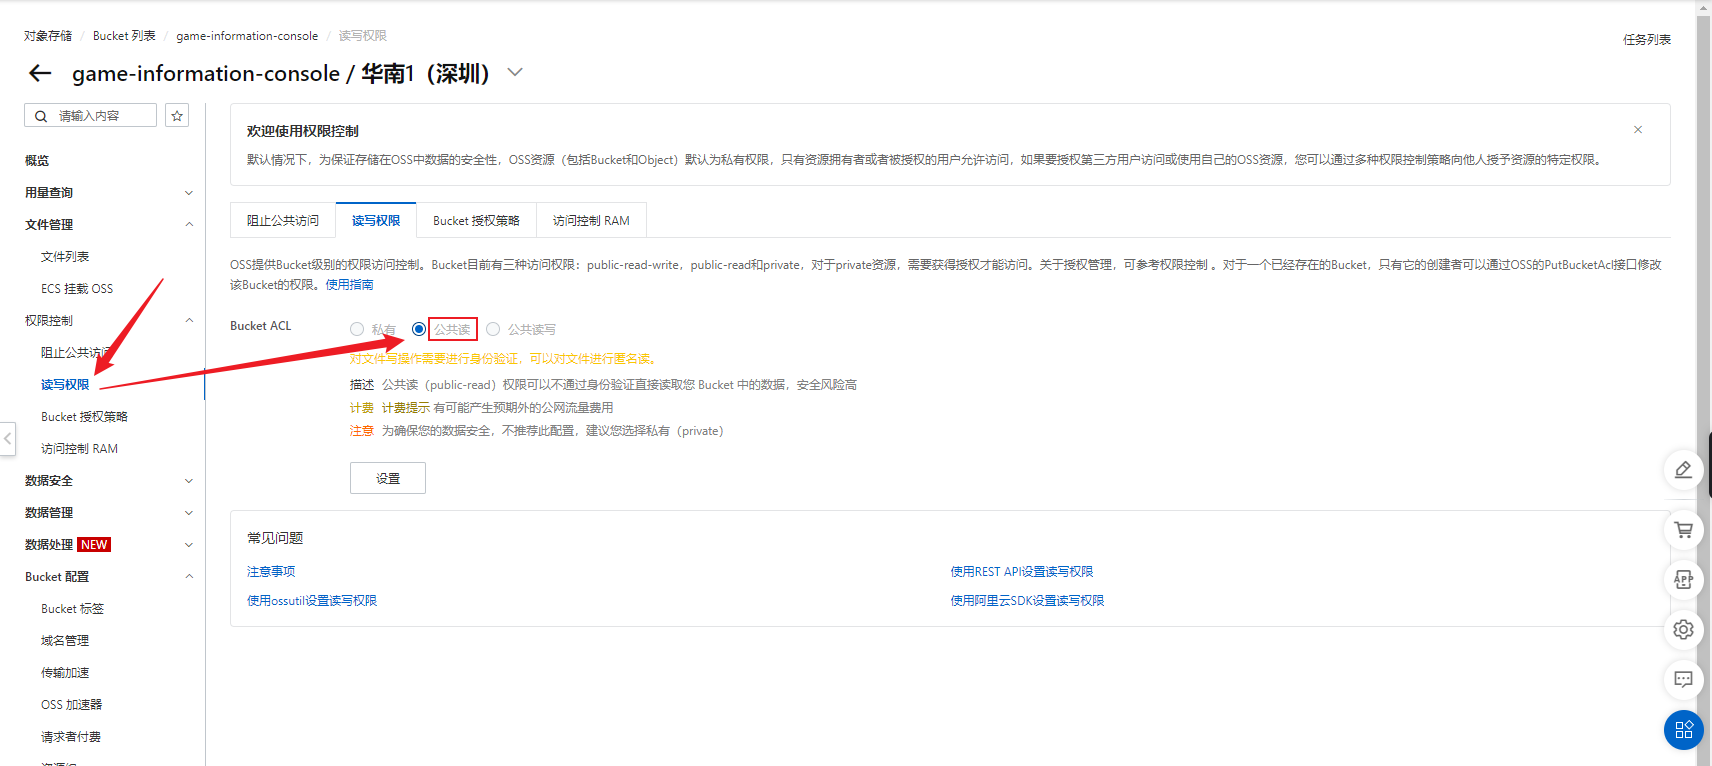 对象存储 / Bucket 列表 / game-information-console / 读写权限
任务列表
game-information-console / 华南1（深圳）
请输入内容
概览
用量查询
文件管理
文件列表
ECS 挂载 OSS
权限控制
阻止公共访问
读写权限
Bucket 授权策略
访问控制 RAM
数据安全
数据管理
数据处理 NEW
Bucket 配置
Bucket 标签
域名管理
传输加速
OSS 加速器
请求者付费
欢迎使用权限控制
默认情况下，为保证存储在OSS中数据的安全性，OSS资源（包括Bucket和Object）默认为私有权限，只有资源拥有者或者被授权的用户允许访问，如果要授权第三方用户访问或使用自己的OSS资源，您可以通过多种权限控制策略向他人授予资源的特定权限。
阻止公共访问 读写权限 Bucket 授权策略 访问控制 RAM
OSS提供Bucket级别的权限访问控制。Bucket目前有三种访问权限：public-read-write，public-read和private，对于private资源，需要获得授权才能访问。关于授权管理，可参考权限控制 。对于一个已经存在的Bucket，只有它的创建者可以通过OSS的PutBucketAcl接口修改
该Bucket的权限。使用指南
Bucket ACL 私有 公共读 公共读写
对文件写操作需要进行身份验证，可以对文件进行匿名读。
描述 公共读（public-read）权限可以不通过身份验证直接读取您 Bucket 中的数据，安全风险高
计费 计费提示 有可能产生预期外的公网流量费用
注意 为确保您的数据安全，不推荐此配置，建议您选择私有（private）
设置
常见问题
注意事项 使用REST API设置读写权限
使用ossutil设置读写权限 使用阿里云SDK设置读写权限
APP